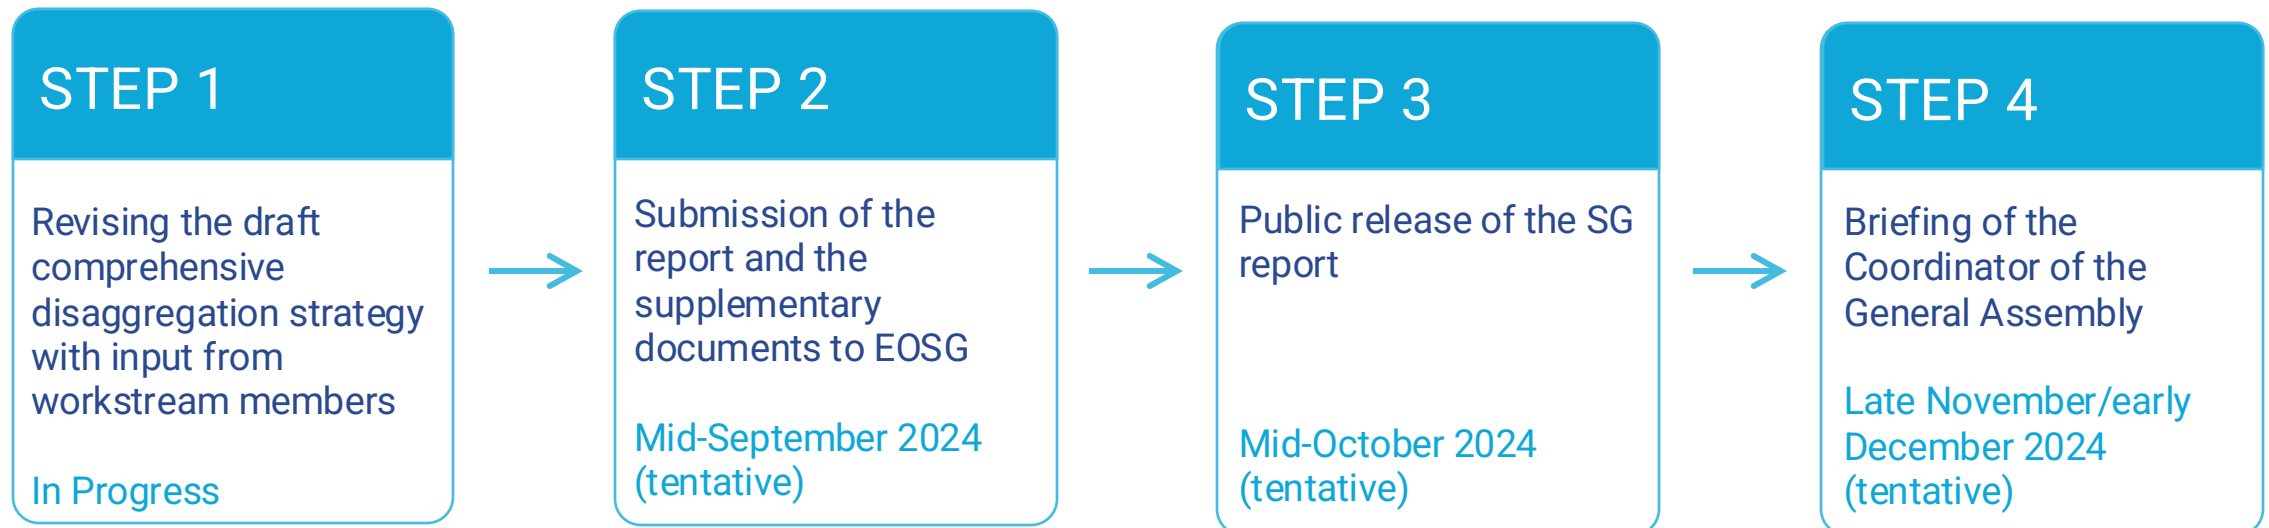 STEP 1
Revising the draft
comprehensive
disaggregation strategy
with input from
workstream members
In Progress
STEP 2
Submission of the
report and the
supplementary
documents to EOSG
Mid-September 2024
(tentative)
STEP 3
Public release of the SG
report
Mid-October 2024
(tentative)
STEP 4
Briefing of the
Coordinator of the
General Assembly
Late November/early
December 2024
(tentative)